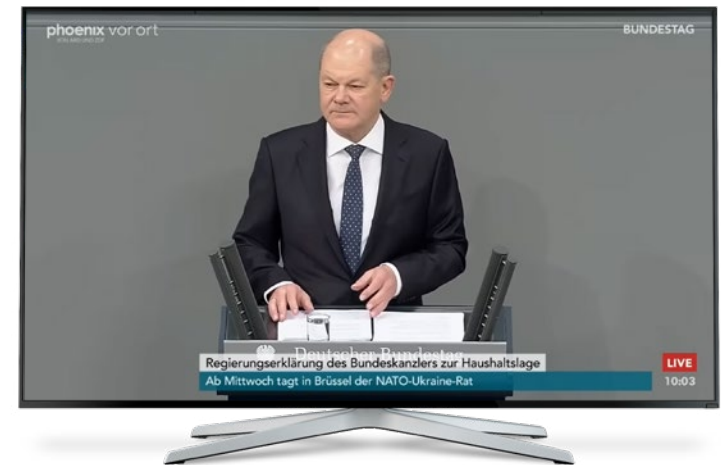 phoenix vor ort
BUNDESTAG
Deutscher Bundestag
Regierungserklärung des Bundeskanzlers zur Haushaltslage
LIVE
Ab Mittwoch tagt in Brüssel der NATO-Ukraine-Rat
10:03